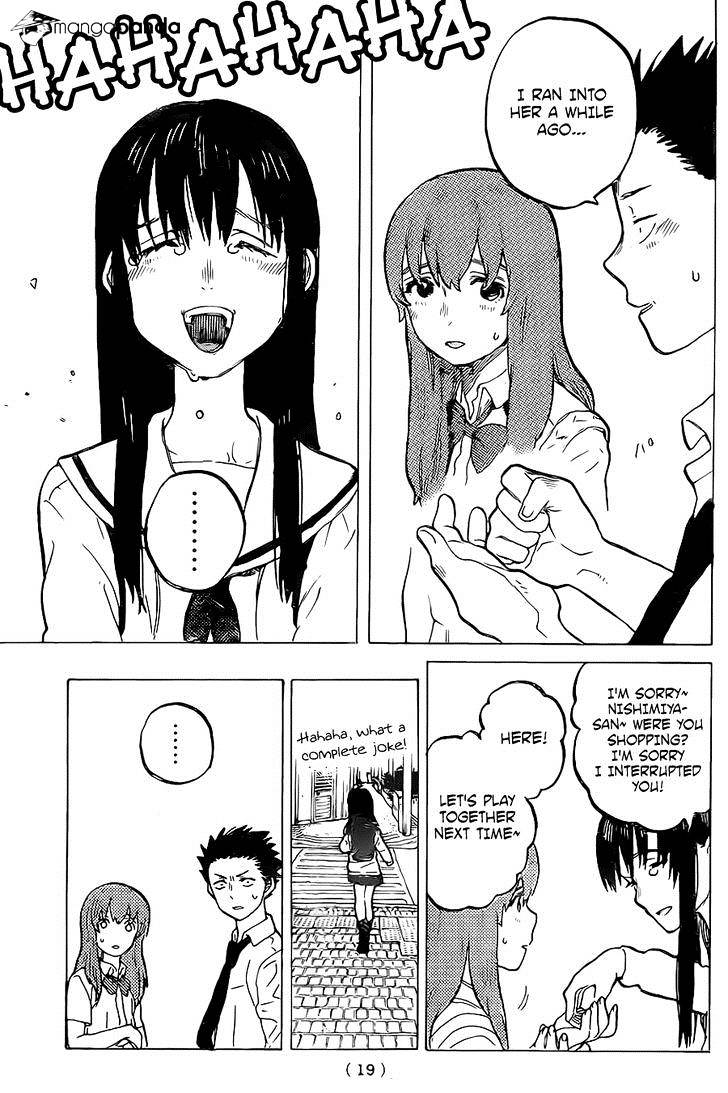 mangapanda
I RAN INTO
HER A WHILE
AGO...
HAHAHAHAHA
.........
I'M SORRY~
NISHIMIYA-
SAN~ WERE YOU
SHOPPING?
I'M SORRY
I INTERRUPTED
YOU!
HERE!
LET'S PLAY
TOGETHER
NEXT TIME~
Hahaha, what a
complete joke!
.....
( 19 )